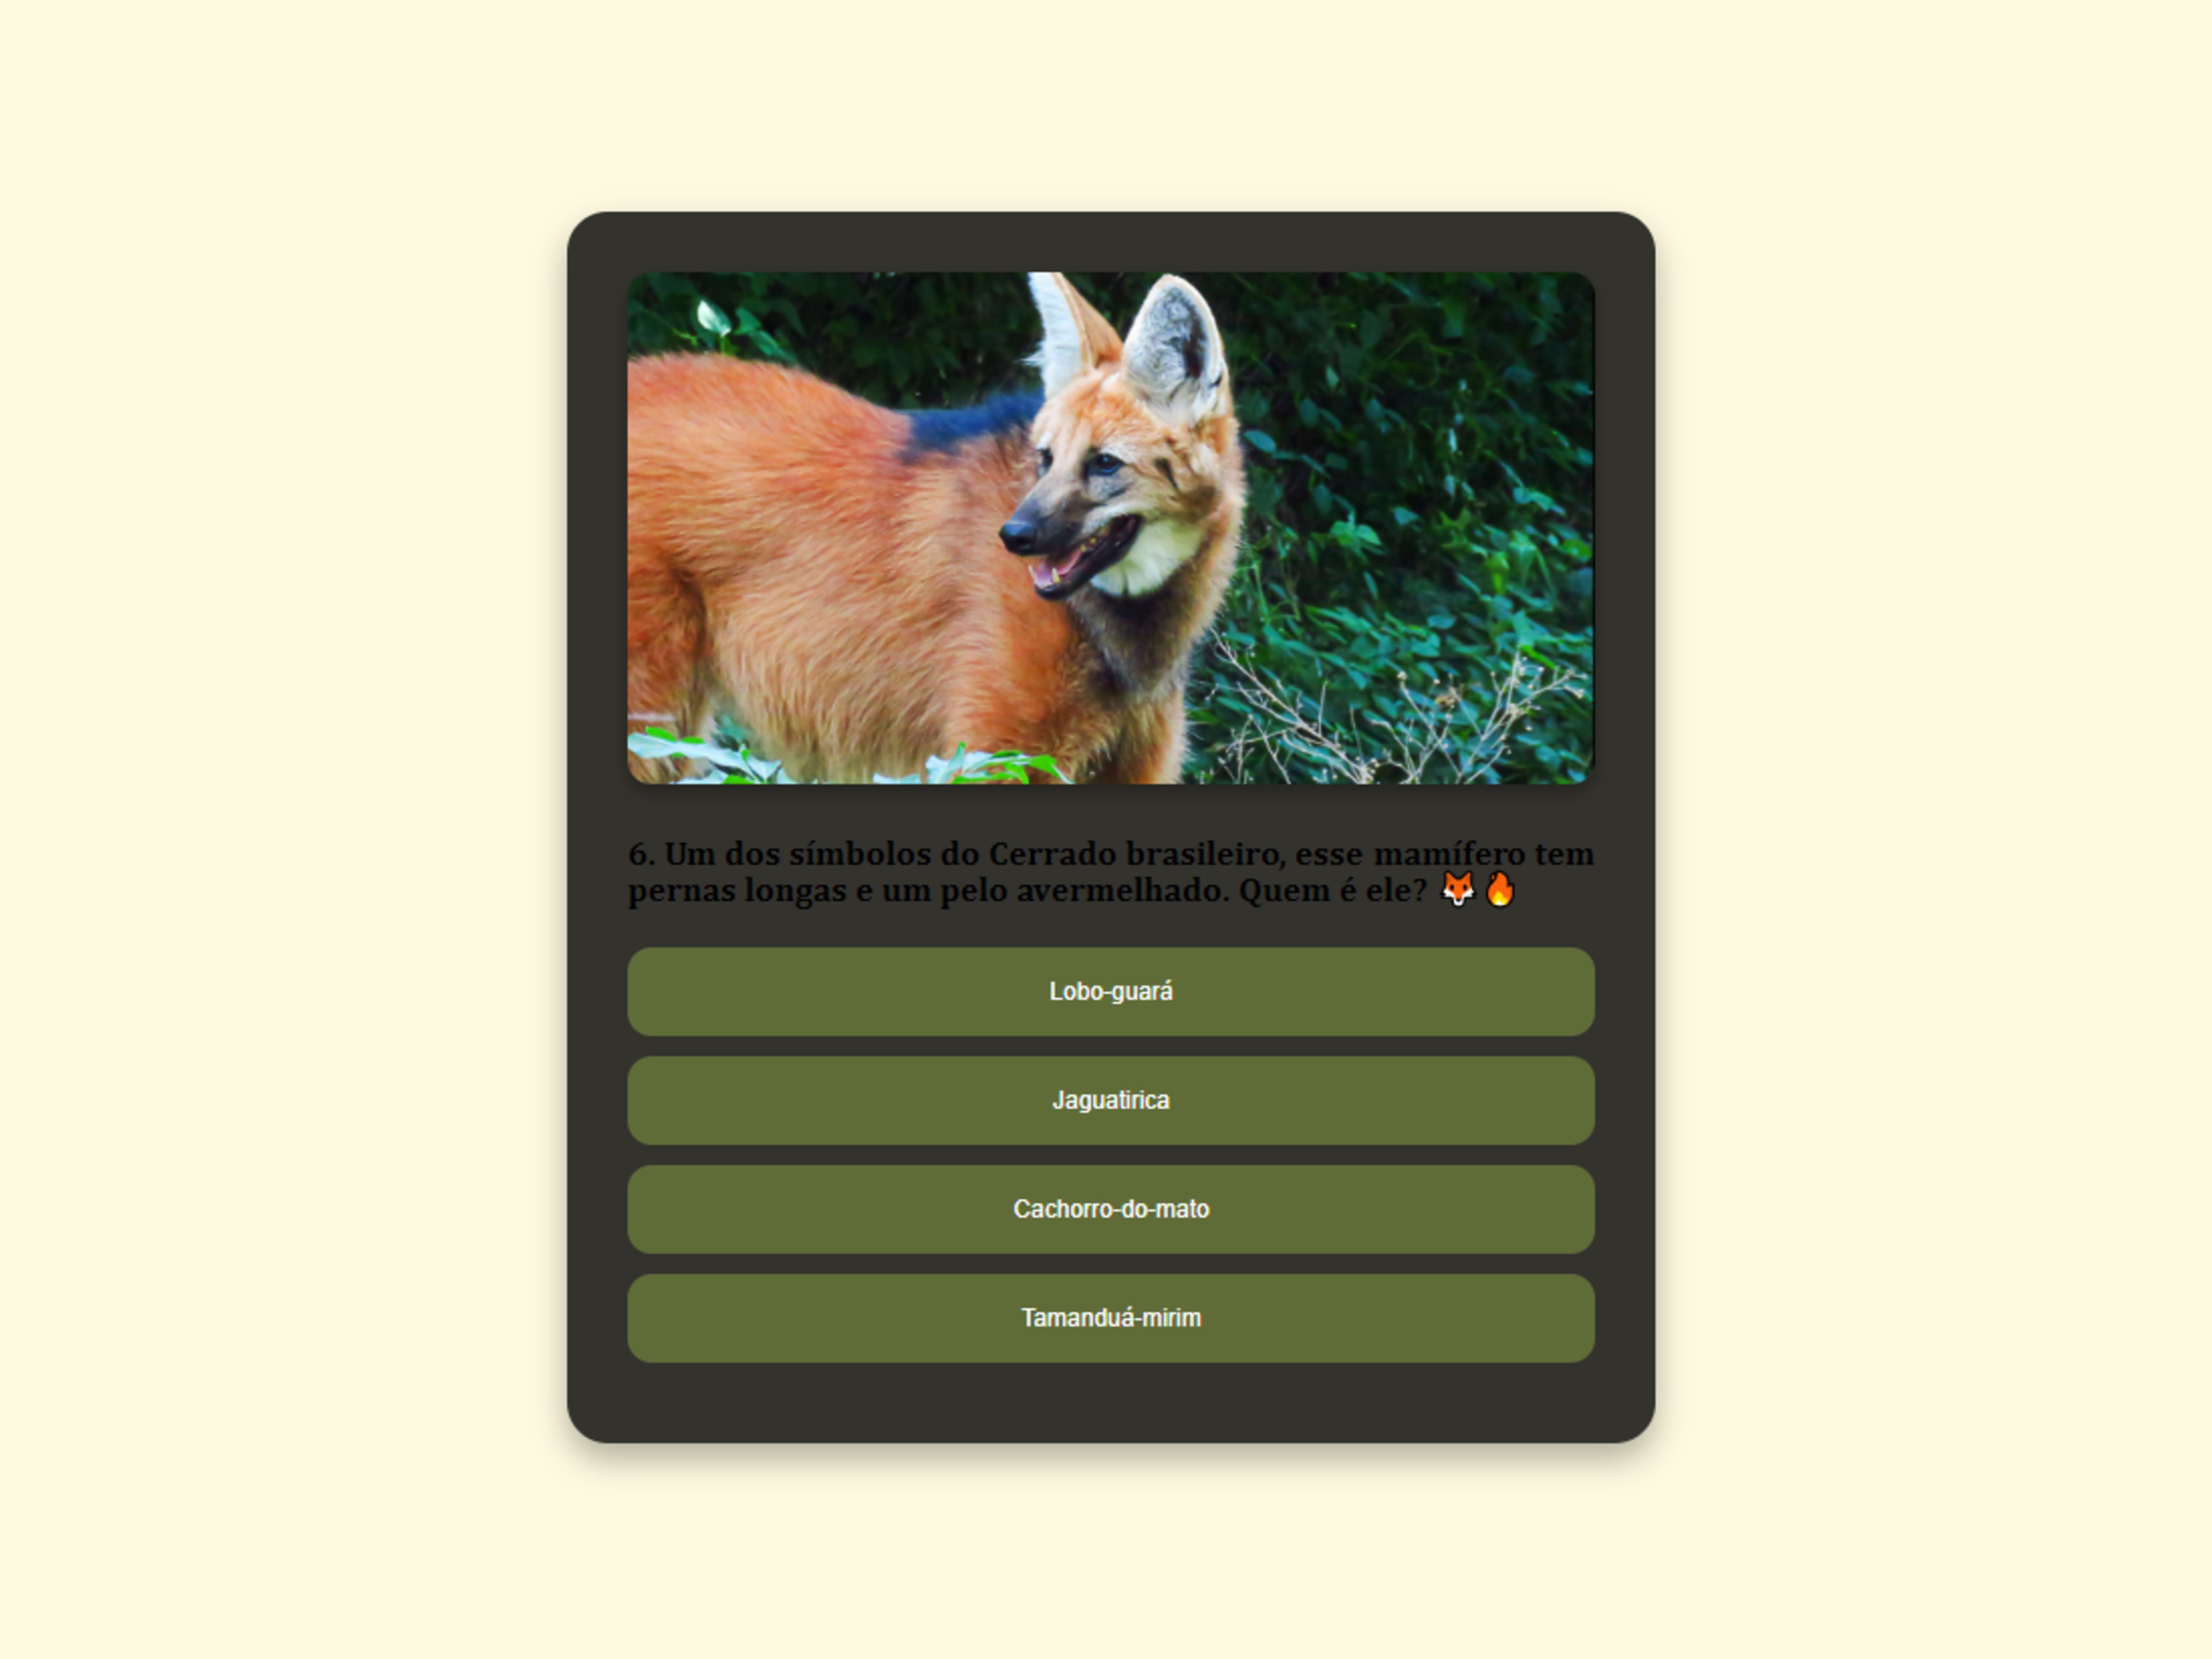 6. Um dos símbolos do Cerrado brasileiro, esse mamífero tem
pernas longas e um pelo avermelhado. Quem é ele? 🦊🔥
Lobo-guará
Jaguatirica
Cachorro-do-mato
Tamanduá-mirim